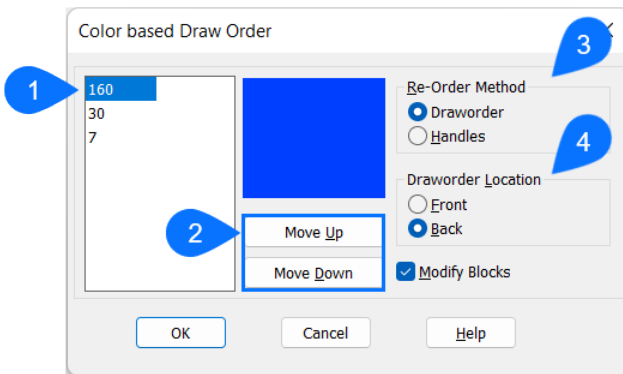 Color based Draw Order
3
1
160
30
7
Re-Order Method
Draworder
Handles
4
Draworder Location
Front
Back
2
Move Up
Move Down
Modify Blocks
OK
Cancel
Help